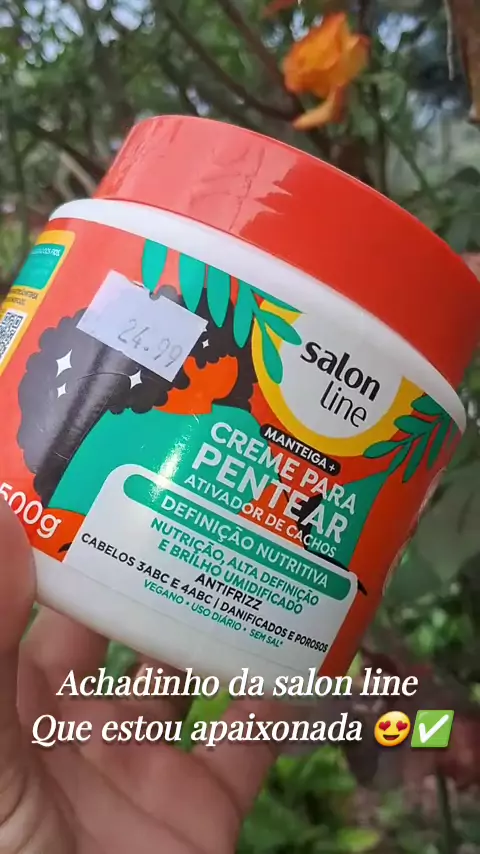 24.99
salon
line
MANTEIGA+
CREME PARA
PENTEAR
ATIVADOR DE CACHOS
DEFINIÇÃO NUTRITIVA
NUTRIÇÃO, ALTA DEFINIÇÃO
E BRILHO UMIDIFICADO
ANTIFRIZZ
CABELOS 3ABC E 4ABC | DANIFICADOS E POROSOS
VEGANO • USO DIÁRIO • SEM SAL*
500g
Achadinho da salon line
Que estou apaixonada 😍✅